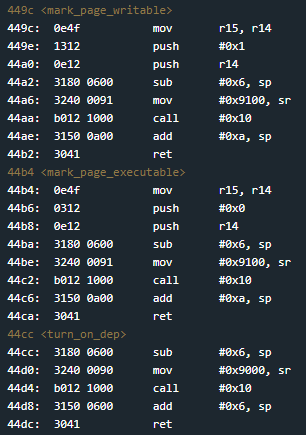 449c <mark_page_writable>
449c: 0e4f mov r15, r14
449e: 1312 push #0x1
44a0: 0e12 push r14
44a2: 3180 0600 sub #0x6, sp
44a6: 3240 0091 mov #0x9100, sr
44aa: b012 1000 call #0x10
44ae: 3150 0a00 add #0xa, sp
44b2: 3041 ret
44b4 <mark_page_executable>
44b4: 0e4f mov r15, r14
44b6: 0312 push #0x0
44b8: 0e12 push r14
44ba: 3180 0600 sub #0x6, sp
44be: 3240 0091 mov #0x9100, sr
44c2: b012 1000 call #0x10
44c6: 3150 0a00 add #0xa, sp
44ca: 3041 ret
44cc <turn_on_dep>
44cc: 3180 0600 sub #0x6, sp
44d0: 3240 0090 mov #0x9000, sr
44d4: b012 1000 call #0x10
44d8: 3150 0600 add #0x6, sp
44dc: 3041 ret